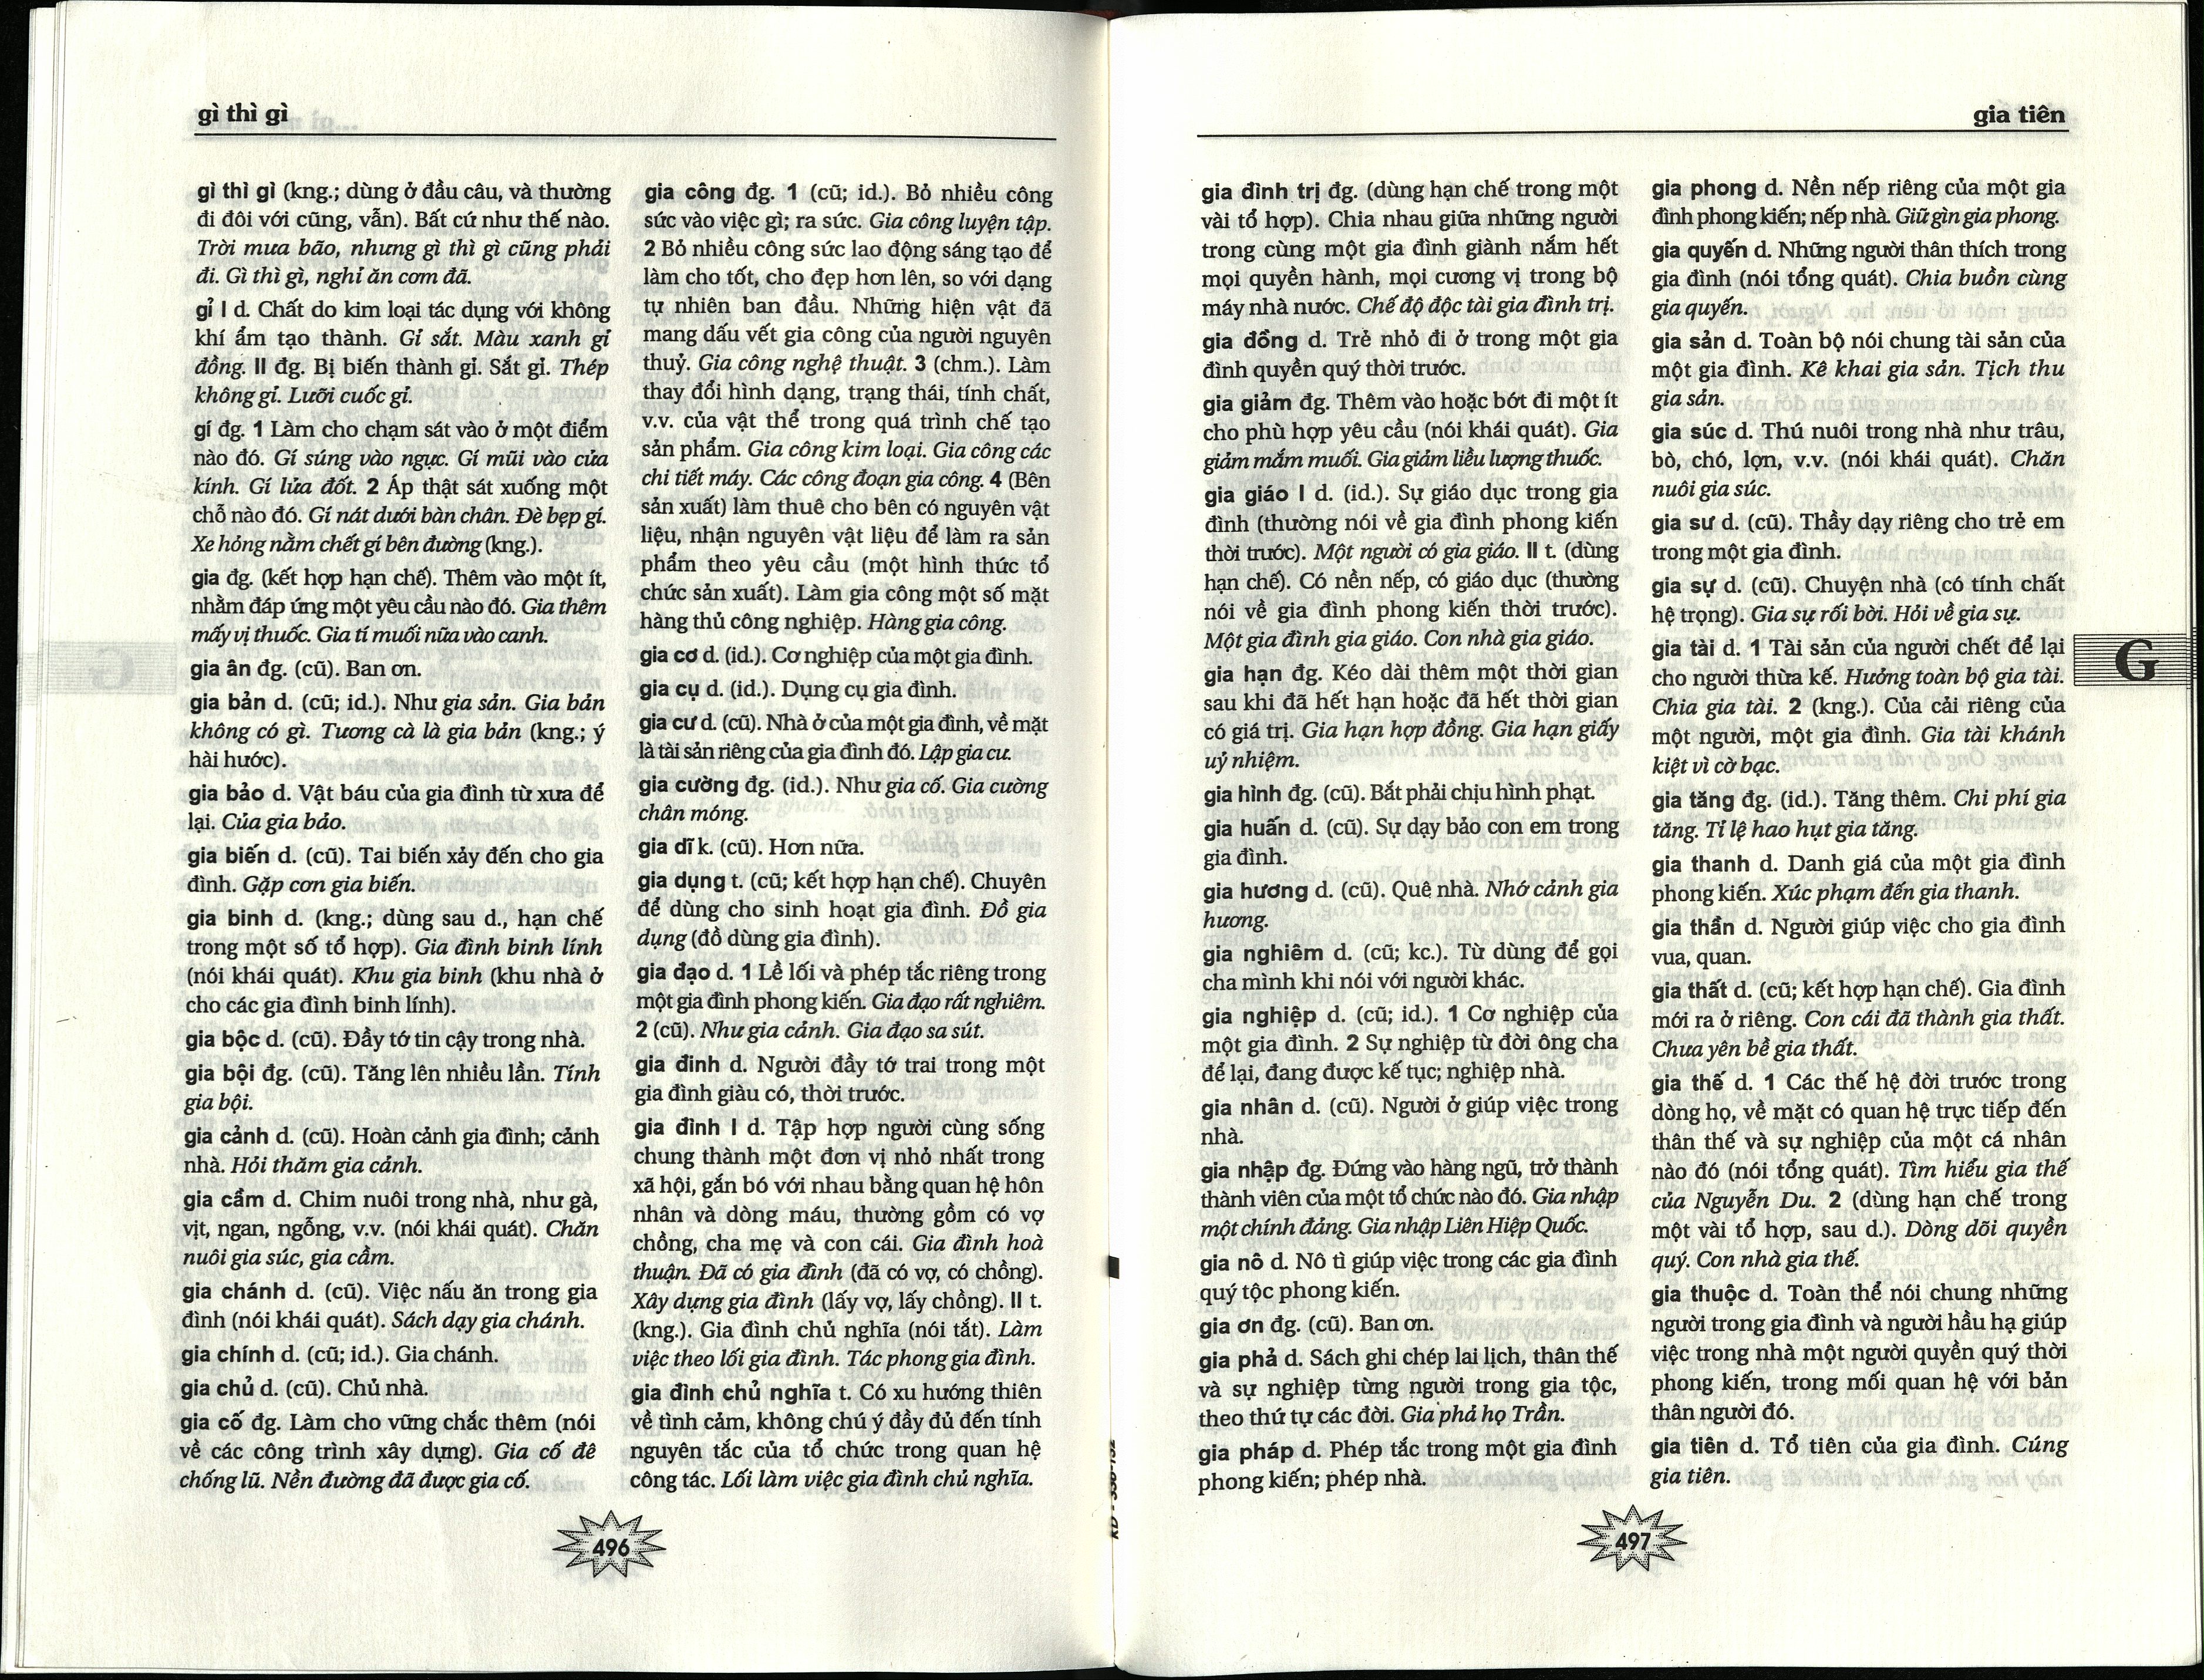 gì thì gì
gì thì gì (kng.; dùng ở đầu câu, và thường
đi đôi với cũng, vẫn). Bất cứ như thế nào.
Trời mưa bão, nhưng gì thì gì cũng phải
đi. Gì thì gì, nghỉ ăn cơm đã.
gỉ I d. Chất do kim loại tác dụng với không
khí ẩm tạo thành. Gỉ sắt. Màu xanh gỉ
đồng. II đg. Bị biến thành gỉ. Sắt gỉ. Thép
không gỉ. Lưỡi cuốc gỉ.
gí đg. 1 Làm cho chạm sát vào ở một điểm
nào đó. Gí súng vào ngực. Gí mũi vào cửa
kính. Gí lửa đốt. 2 Áp thật sát xuống một
chỗ nào đó. Gí nát dưới bàn chân. Đè bẹp gí.
Xe hỏng nằm chết gí bên đường (kng.).
gia đg. (kết hợp hạn chế). Thêm vào một ít,
nhằm đáp ứng một yêu cầu nào đó. Gia thêm
mấy vị thuốc. Gia tí muối nữa vào canh.
gia ân đg. (cũ). Ban ơn.
gia bản d. (cũ; id.). Như gia sản. Gia bản
không có gì. Tương cà là gia bản (kng.; ý
hài hước).
gia bảo d. Vật báu của gia đình từ xưa để
lại. Của gia bảo.
gia biến d. (cũ). Tai biến xảy đến cho gia
đình. Gặp cơn gia biến.
gia binh d. (kng.; dùng sau d., hạn chế
trong một số tổ hợp). Gia đình binh lính
(nói khái quát). Khu gia binh (khu nhà ở
cho các gia đình binh lính).
gia bộc d. (cũ). Đầy tớ tin cậy trong nhà.
gia bội đg. (cũ). Tăng lên nhiều lần. Tính
gia bội.
gia cảnh d. (cũ). Hoàn cảnh gia đình; cảnh
nhà. Hỏi thăm gia cảnh.
gia cầm d. Chim nuôi trong nhà, như gà,
vịt, ngan, ngỗng, v.v. (nói khái quát). Chăn
nuôi gia súc, gia cầm.
gia chánh d. (cũ). Việc nấu ăn trong gia
đình (nói khái quát). Sách dạy gia chánh.
gia chính d. (cũ; id.). Gia chánh.
gia chủ d. (cũ). Chủ nhà.
gia cố đg. Làm cho vững chắc thêm (nói
về các công trình xây dựng). Gia cố đê
chống lũ. Nền đường đã được gia cố.
gia công đg. 1 (cũ; id.). Bỏ nhiều công
sức vào việc gì; ra sức. Gia công luyện tập.
2 Bỏ nhiều công sức lao động sáng tạo để
làm cho tốt, cho đẹp hơn lên, so với dạng
tự nhiên ban đầu. Những hiện vật đã
mang dấu vết gia công của người nguyên
thuỷ. Gia công nghệ thuật. 3 (chm.). Làm
thay đổi hình dạng, trạng thái, tính chất,
v.v. của vật thể trong quá trình chế tạo
sản phẩm. Gia công kim loại. Gia công các
chi tiết máy. Các công đoạn gia công. 4 (Bên
sản xuất) làm thuê cho bên có nguyên vật
liệu, nhận nguyên vật liệu để làm ra sản
phẩm theo yêu cầu (một hình thức tổ
chức sản xuất). Làm gia công một số mặt
hàng thủ công nghiệp. Hàng gia công.
gia cơ d. (id.). Cơ nghiệp của một gia đình.
gia cụ d. (id.). Dụng cụ gia đình.
gia cư d. (cũ). Nhà ở của một gia đình, về mặt
là tài sản riêng của gia đình đó. Lập gia cư.
gia cường đg. (id.). Như gia cố. Gia cường
chân móng.
gia dĩ k. (cũ). Hơn nữa.
gia dụng t. (cũ; kết hợp hạn chế). Chuyên
để dùng cho sinh hoạt gia đình. Đồ gia
dụng (đồ dùng gia đình).
gia đạo d. 1 Lề lối và phép tắc riêng trong
một gia đình phong kiến. Gia đạo rất nghiêm.
2 (cũ). Như gia cảnh. Gia đạo sa sút.
gia đinh d. Người đầy tớ trai trong một
gia đình giàu có, thời trước.
gia đình I d. Tập hợp người cùng sống
chung thành một đơn vị nhỏ nhất trong
xã hội, gắn bó với nhau bằng quan hệ hôn
nhân và dòng máu, thường gồm có vợ
chồng, cha mẹ và con cái. Gia đình hoà
thuận. Đã có gia đình (đã có vợ, có chồng).
Xây dựng gia đình (lấy vợ, lấy chồng). II t.
(kng.). Gia đình chủ nghĩa (nói tắt). Làm
việc theo lối gia đình. Tác phong gia đình.
gia đình chủ nghĩa t. Có xu hướng thiên
về tình cảm, không chú ý đầy đủ đến tính
nguyên tắc của tổ chức trong quan hệ
công tác. Lối làm việc gia đình chủ nghĩa.
496
gia tiên
gia đình trị đg. (dùng hạn chế trong một
vài tổ hợp). Chia nhau giữa những người
trong cùng một gia đình giành nắm hết
mọi quyền hành, mọi cương vị trong bộ
máy nhà nước. Chế độ độc tài gia đình trị.
gia đồng d. Trẻ nhỏ đi ở trong một gia
đình quyền quý thời trước.
gia giảm đg. Thêm vào hoặc bớt đi một ít
cho phù hợp yêu cầu (nói khái quát). Gia
giảm mắm muối. Gia giảm liều lượng thuốc.
gia giáo I d. (id.). Sự giáo dục trong gia
đình (thường nói về gia đình phong kiến
thời trước). Một người có gia giáo. II t. (dùng
hạn chế). Có nền nếp, có giáo dục (thường
nói về gia đình phong kiến thời trước).
Một gia đình gia giáo. Con nhà gia giáo.
gia hạn đg. Kéo dài thêm một thời gian
sau khi đã hết hạn hoặc đã hết thời gian
có giá trị. Gia hạn hợp đồng. Gia hạn giấy
uỷ nhiệm.
gia hình đg. (cũ). Bắt phải chịu hình phạt.
gia huấn d. (cũ). Sự dạy bảo con em trong
gia đình.
gia hương d. (cũ). Quê nhà. Nhớ cảnh gia
hương.
gia nghiêm d. (cũ; kc.). Từ dùng để gọi
cha mình khi nói với người khác.
gia nghiệp d. (cũ; id.). 1 Cơ nghiệp của
một gia đình. 2 Sự nghiệp từ đời ông cha
để lại, đang được kế tục; nghiệp nhà.
gia nhân d. (cũ). Người ở giúp việc trong
nhà.
gia nhập đg. Đứng vào hàng ngũ, trở thành
thành viên của một tổ chức nào đó. Gia nhập
một chính đảng. Gia nhập Liên Hiệp Quốc.
gia nô d. Nô tì giúp việc trong các gia đình
quý tộc phong kiến.
gia ơn đg. (cũ). Ban ơn.
gia phả d. Sách ghi chép lai lịch, thân thế
và sự nghiệp từng người trong gia tộc,
theo thứ tự các đời. Gia phả họ Trần.
gia pháp d. Phép tắc trong một gia đình
phong kiến; phép nhà.
gia phong d. Nền nếp riêng của một gia
đình phong kiến; nếp nhà. Giữ gìn gia phong.
gia quyến d. Những người thân thích trong
gia đình (nói tổng quát). Chia buồn cùng
gia quyến.
gia sản d. Toàn bộ nói chung tài sản của
một gia đình. Kê khai gia sản. Tịch thu
gia sản.
gia súc d. Thú nuôi trong nhà như trâu,
bò, chó, lợn, v.v. (nói khái quát). Chăn
nuôi gia súc.
gia sư d. (cũ). Thầy dạy riêng cho trẻ em
trong một gia đình.
gia sự d. (cũ). Chuyện nhà (có tính chất
hệ trọng). Gia sự rối bời. Hỏi về gia sự.
gia tài d. 1 Tài sản của người chết để lại
cho người thừa kế. Hưởng toàn bộ gia tài.
Chia gia tài. 2 (kng.). Của cải riêng của
một người, một gia đình. Gia tài khánh
kiệt vì cờ bạc.
gia tăng đg. (id.). Tăng thêm. Chi phí gia
tăng. Tỉ lệ hao hụt gia tăng.
gia thanh d. Danh giá của một gia đình
phong kiến. Xúc phạm đến gia thanh.
gia thần d. Người giúp việc cho gia đình
vua, quan.
gia thất d. (cũ; kết hợp hạn chế). Gia đình
mới ra ở riêng. Con cái đã thành gia thất.
Chưa yên bề gia thất.
gia thế d. 1 Các thế hệ đời trước trong
dòng họ, về mặt có quan hệ trực tiếp đến
thân thế và sự nghiệp của một cá nhân
nào đó (nói tổng quát). Tìm hiểu gia thế
của Nguyễn Du. 2 (dùng hạn chế trong
một vài tổ hợp, sau d.). Dòng dõi quyền
quý. Con nhà gia thế.
gia thuộc d. Toàn thể nói chung những
người trong gia đình và người hầu hạ giúp
việc trong nhà một người quyền quý thời
phong kiến, trong mối quan hệ với bản
thân người đó.
gia tiên d. Tổ tiên của gia đình. Cúng
gia tiên.
G
497